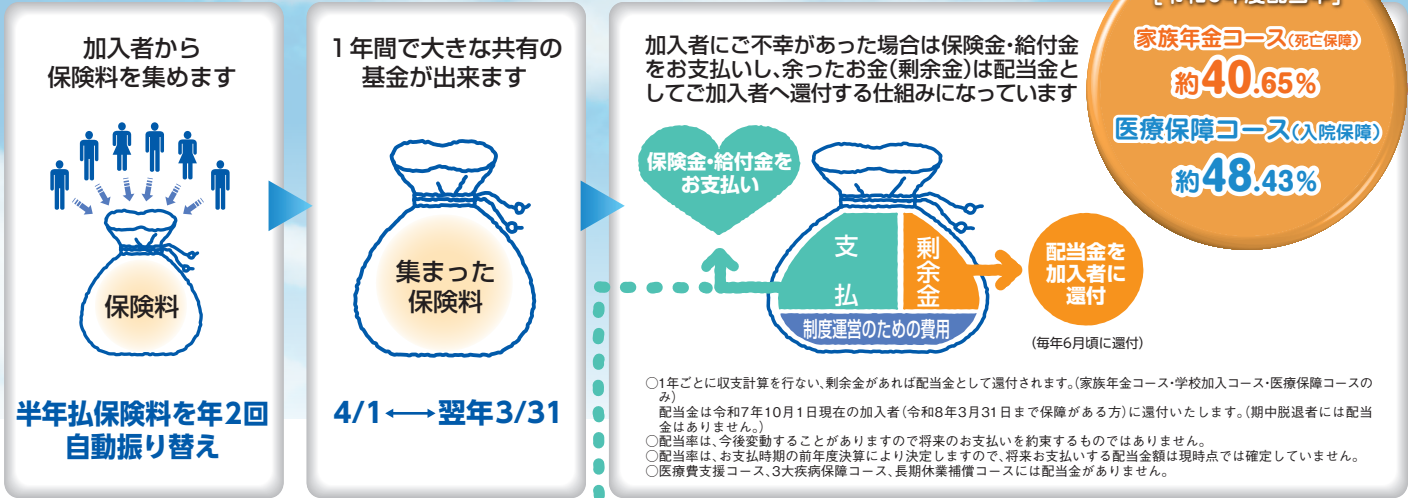 加入者から
保険料を集めます
保険料
半年払保険料を年2回
自動振り替え
1年間で大きな共有の
基金が出来ます
集まった
保険料
4/1⟷翌年3/31
加入者にご不幸があった場合は保険金・給付金
をお支払いし、余ったお金(剰余金)は配当金と
してご加入者へ還付する仕組みになっています
家族年金コース(死亡保障)
約40.65%
医療保障コース(入院保障)
約48.43%
保険金・給付金を
お支払い
支払
剰余金
制度運営のための費用
配当金を
加入者に
還付
(毎年6月頃に還付)
○1年ごとに収支計算を行ない、剰余金があれば配当金として還付されます。(家族年金コース・学校加入コース・医療保障コースの
み)
配当金は令和7年10月1日現在の加入者(令和8年3月31日まで保障がある方)に還付いたします。(期中脱退者には配当
金はありません。)
○配当率は、今後変動することがありますので将来のお支払いを約束するものではありません。
○配当率は、お支払時期の前年度決算により決定しますので、将来お支払いする配当金額は現時点では確定していません。
○医療費支援コース、3大疾病保障コース、長期休業補償コースには配当金がありません。